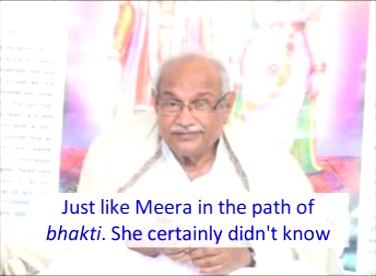 Just like Meera in the path of
bhakti. She certainly didn't know